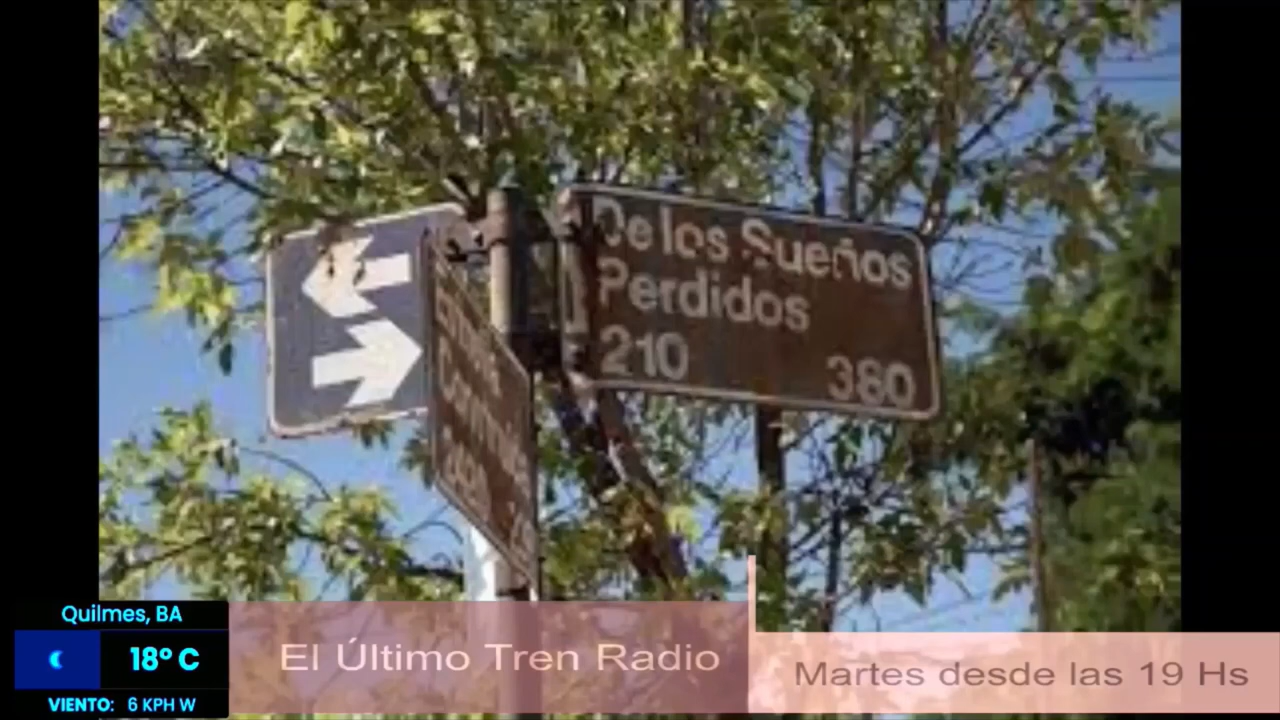 De los Sueños
Perdidos
210 380
Quilmes, BA
18º C
VIENTO: 6 KPH W
El Último Tren Radio
Martes desde las 19 Hs